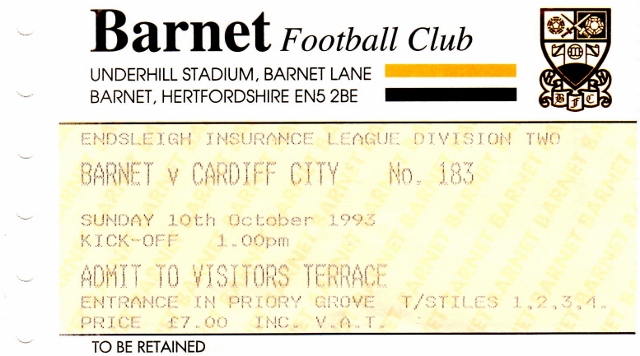 Barnet Football Club
UNDERHILL STADIUM, BARNET LANE
BARNET, HERTFORDSHIRE EN5 2BE
B F C
ENDSLEIGH INSURANCE LEAGUE DIVISION TWO
BARNET v CARDIFF CITY No. 183
SUNDAY 10th October 1993
KICK-OFF 1.00pm
ADMIT TO VISITORS TERRACE
ENTRANCE IN PRIORY GROVE T/STILES 1,2,3,4.
PRICE £7.00 INC. V.A.T.
TO BE RETAINED